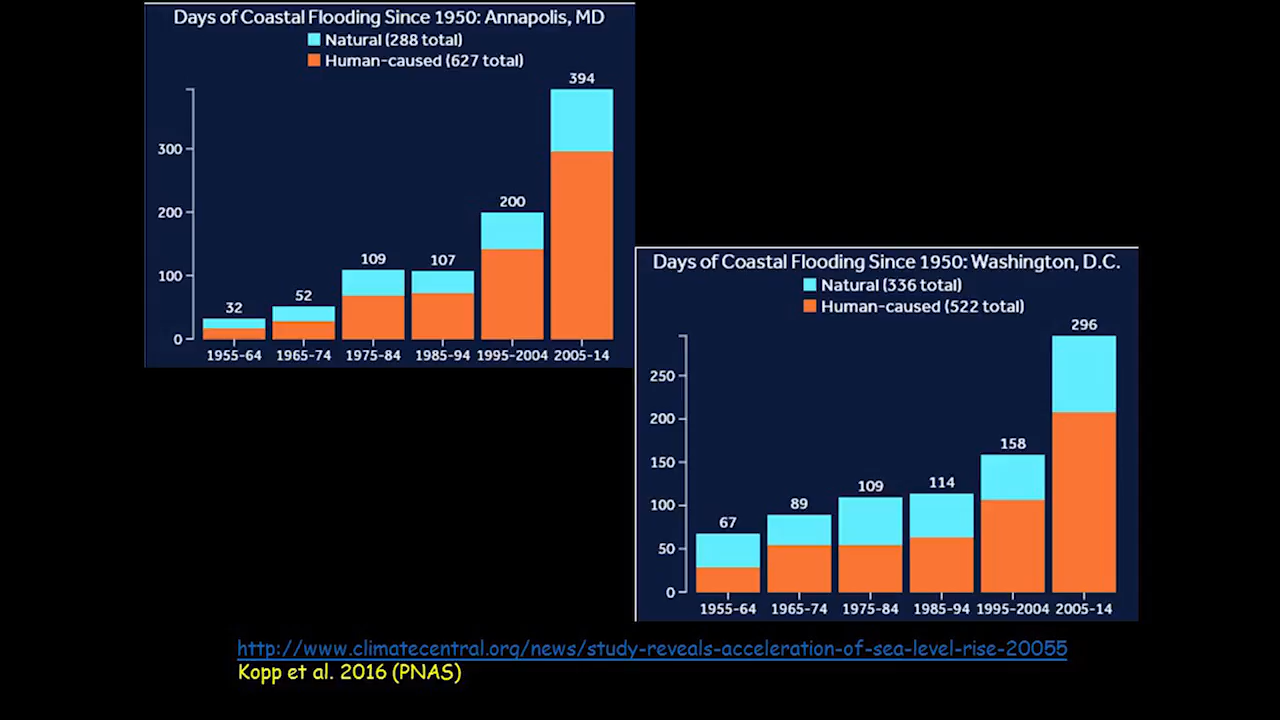 Days of Coastal Flooding Since 1950: Annapolis, MD
Natural (288 total)
Human-caused (627 total)
394
300
200
200
109
107
100
52
32
0
1955-64 1965-74 1975-84 1985-94 1995-2004 2005-14
Days of Coastal Flooding Since 1950: Washington, D.C.
Natural (336 total)
Human-caused (522 total)
296
250
200
158
150
109
114
100
89
67
50
0
1955-64 1965-74 1975-84 1985-94 1995-2004 2005-14
http://www.climatecentral.org/news/study-reveals-acceleration-of-sea-level-rise-20055
Kopp et al. 2016 (PNAS)